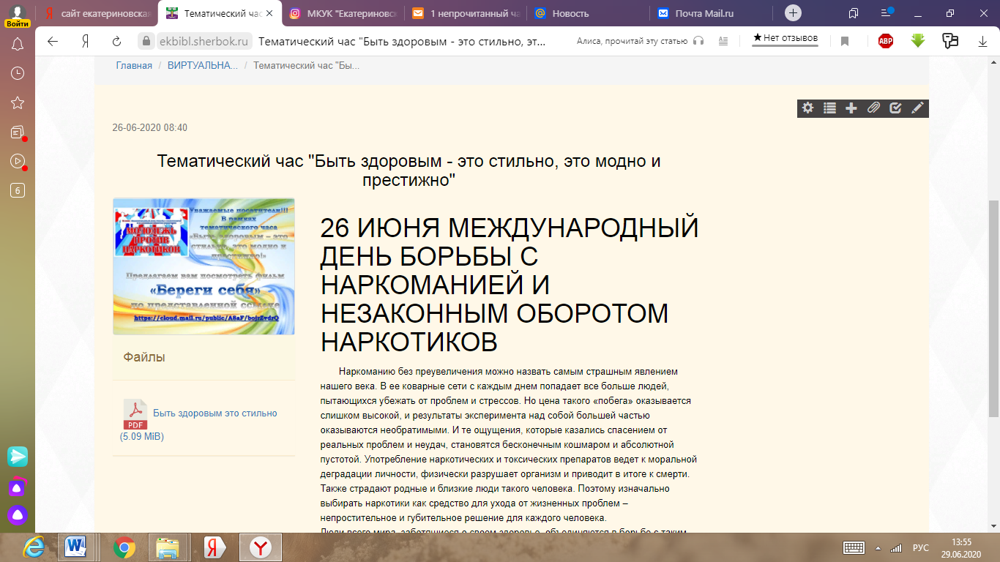 сайт екатериновская
Тематический час
МКУК "Екатериновск
1 непрочитанный ча
Новость
Почта Mail.ru
Войти
Я
ekbibl.sherbok.ru
Тематический час "Быть здоровым - это стильно, эт...
Алиса, прочитай эту статью
★Нет отзывов
ABP
Главная / ВИРТУАЛЬНА... / Тематический час "Бы...
6
26-06-2020 08:40
Тематический час "Быть здоровым - это стильно, это модно и
престижно"
Уважаемые посетители!!!
В рамках
тематического часа
«Быть здоровым – это
стильно, это модно и
престижно!»
МОЛОДЕЖЬ
ПРОТИВ
НАРКОТИКОВ
Предлагаем вам посмотреть фильм
«Береги себя»
по представленной ссылке
Файлы
PDF
Быть здоровым это стильно
(5.09 MiB)
26 ИЮНЯ МЕЖДУНАРОДНЫЙ
ДЕНЬ БОРЬБЫ С
НАРКОМАНИЕЙ И
НЕЗАКОННЫМ ОБОРОТОМ
НАРКОТИКОВ
Наркоманию без преувеличения можно назвать самым страшным явлением
нашего века. В ее коварные сети с каждым днем попадает все больше людей,
пытающихся убежать от проблем и стрессов. Но цена такого «побега» оказывается
слишком высокой, и результаты эксперимента над собой большей частью
оказываются необратимыми. И те ощущения, которые казались спасением от
реальных проблем и неудач, становятся бесконечным кошмаром и абсолютной
пустотой. Употребление наркотических и токсических препаратов ведет к моральной
деградации личности, физически разрушает организм и приводит в итоге к смерти.
Также страдают родные и близкие люди такого человека. Поэтому изначально
выбирать наркотики как средство для ухода от жизненных проблем –
непростительное и губительное решение для каждого человека.
Люди всего мира, заботящиеся о своем здоровье, объединяются в борьбе с таким
РУС
13:55
29.06.2020